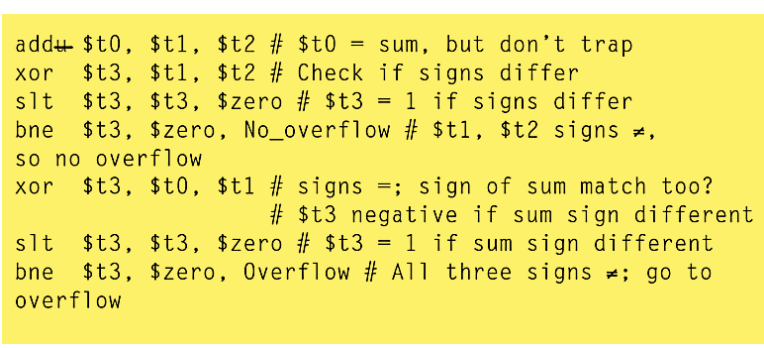 addu $t0, $t1, $t2 # $t0 = sum, but don't trap
xor $t3, $t1, $t2 # Check if signs differ
slt $t3, $t3, $zero # $t3 = 1 if signs differ
bne $t3, $zero, No_overflow # $t1, $t2 signs ≠,
so no overflow
xor $t3, $t0, $t1 # signs =; sign of sum match too?
# $t3 negative if sum sign different
slt $t3, $t3, $zero # $t3 = 1 if sum sign different
bne $t3, $zero, Overflow # All three signs ≠; go to
overflow